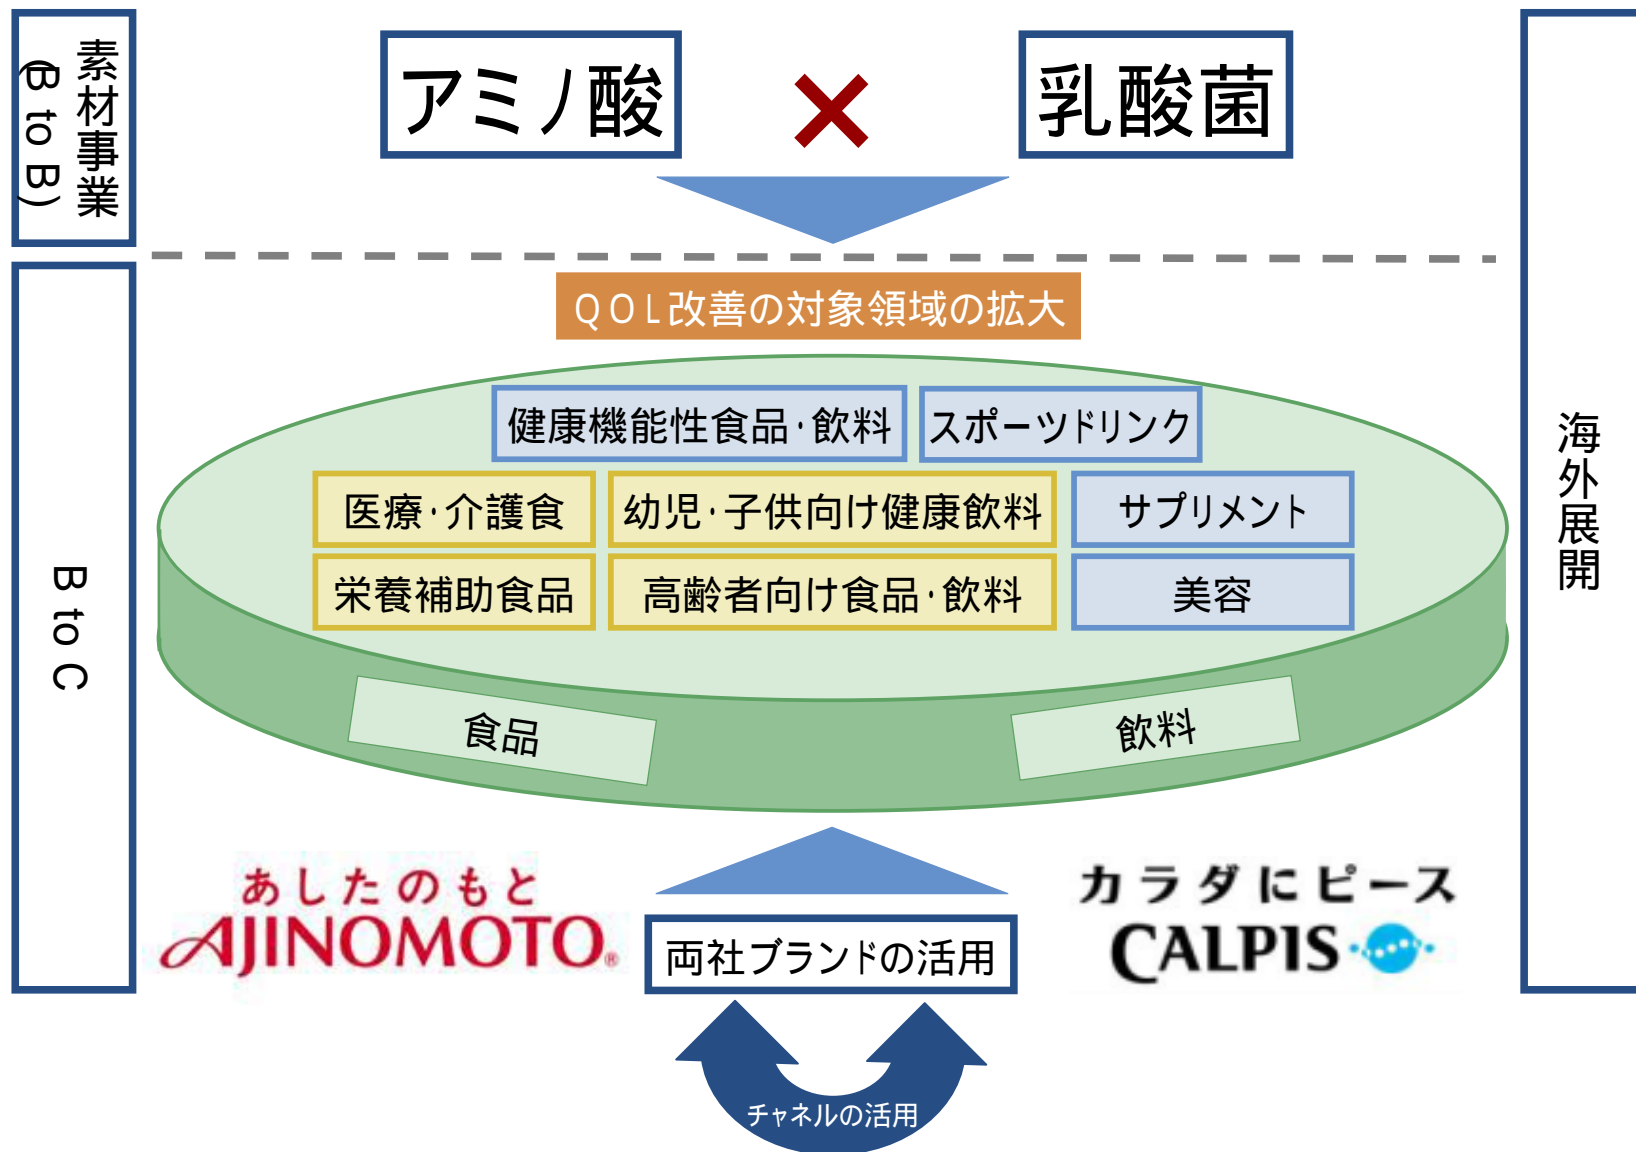 素材事業
(B to B)
アミノ酸
×
乳酸菌
QOL改善の対象領域の拡大
健康機能性食品・飲料
スポーツドリンク
医療・介護食
幼児・子供向け健康飲料
サプリメント
栄養補助食品
高齢者向け食品・飲料
美容
B to C
海外展開
食品
飲料
あしたのもと
AJINOMOTO®
両社ブランドの活用
カラダにピース
CALPIS
チャネルの活用